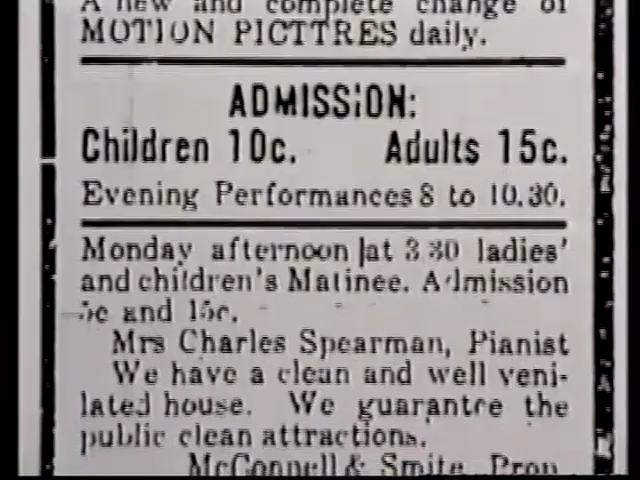 A new and complete change of
MOTION PICTTRES daily.
ADMISSION:
Children 10c. Adults 15c.
Evening Performances 8 to 10.30.
Monday afternoon at 3.30 ladies'
and children's Matinee. Admission
5c and 15c.
Mrs Charles Spearman, Pianist
We have a clean and well veni-
lated house. We guarantee the
public clean attractions.
McConnell & Smite, Prop